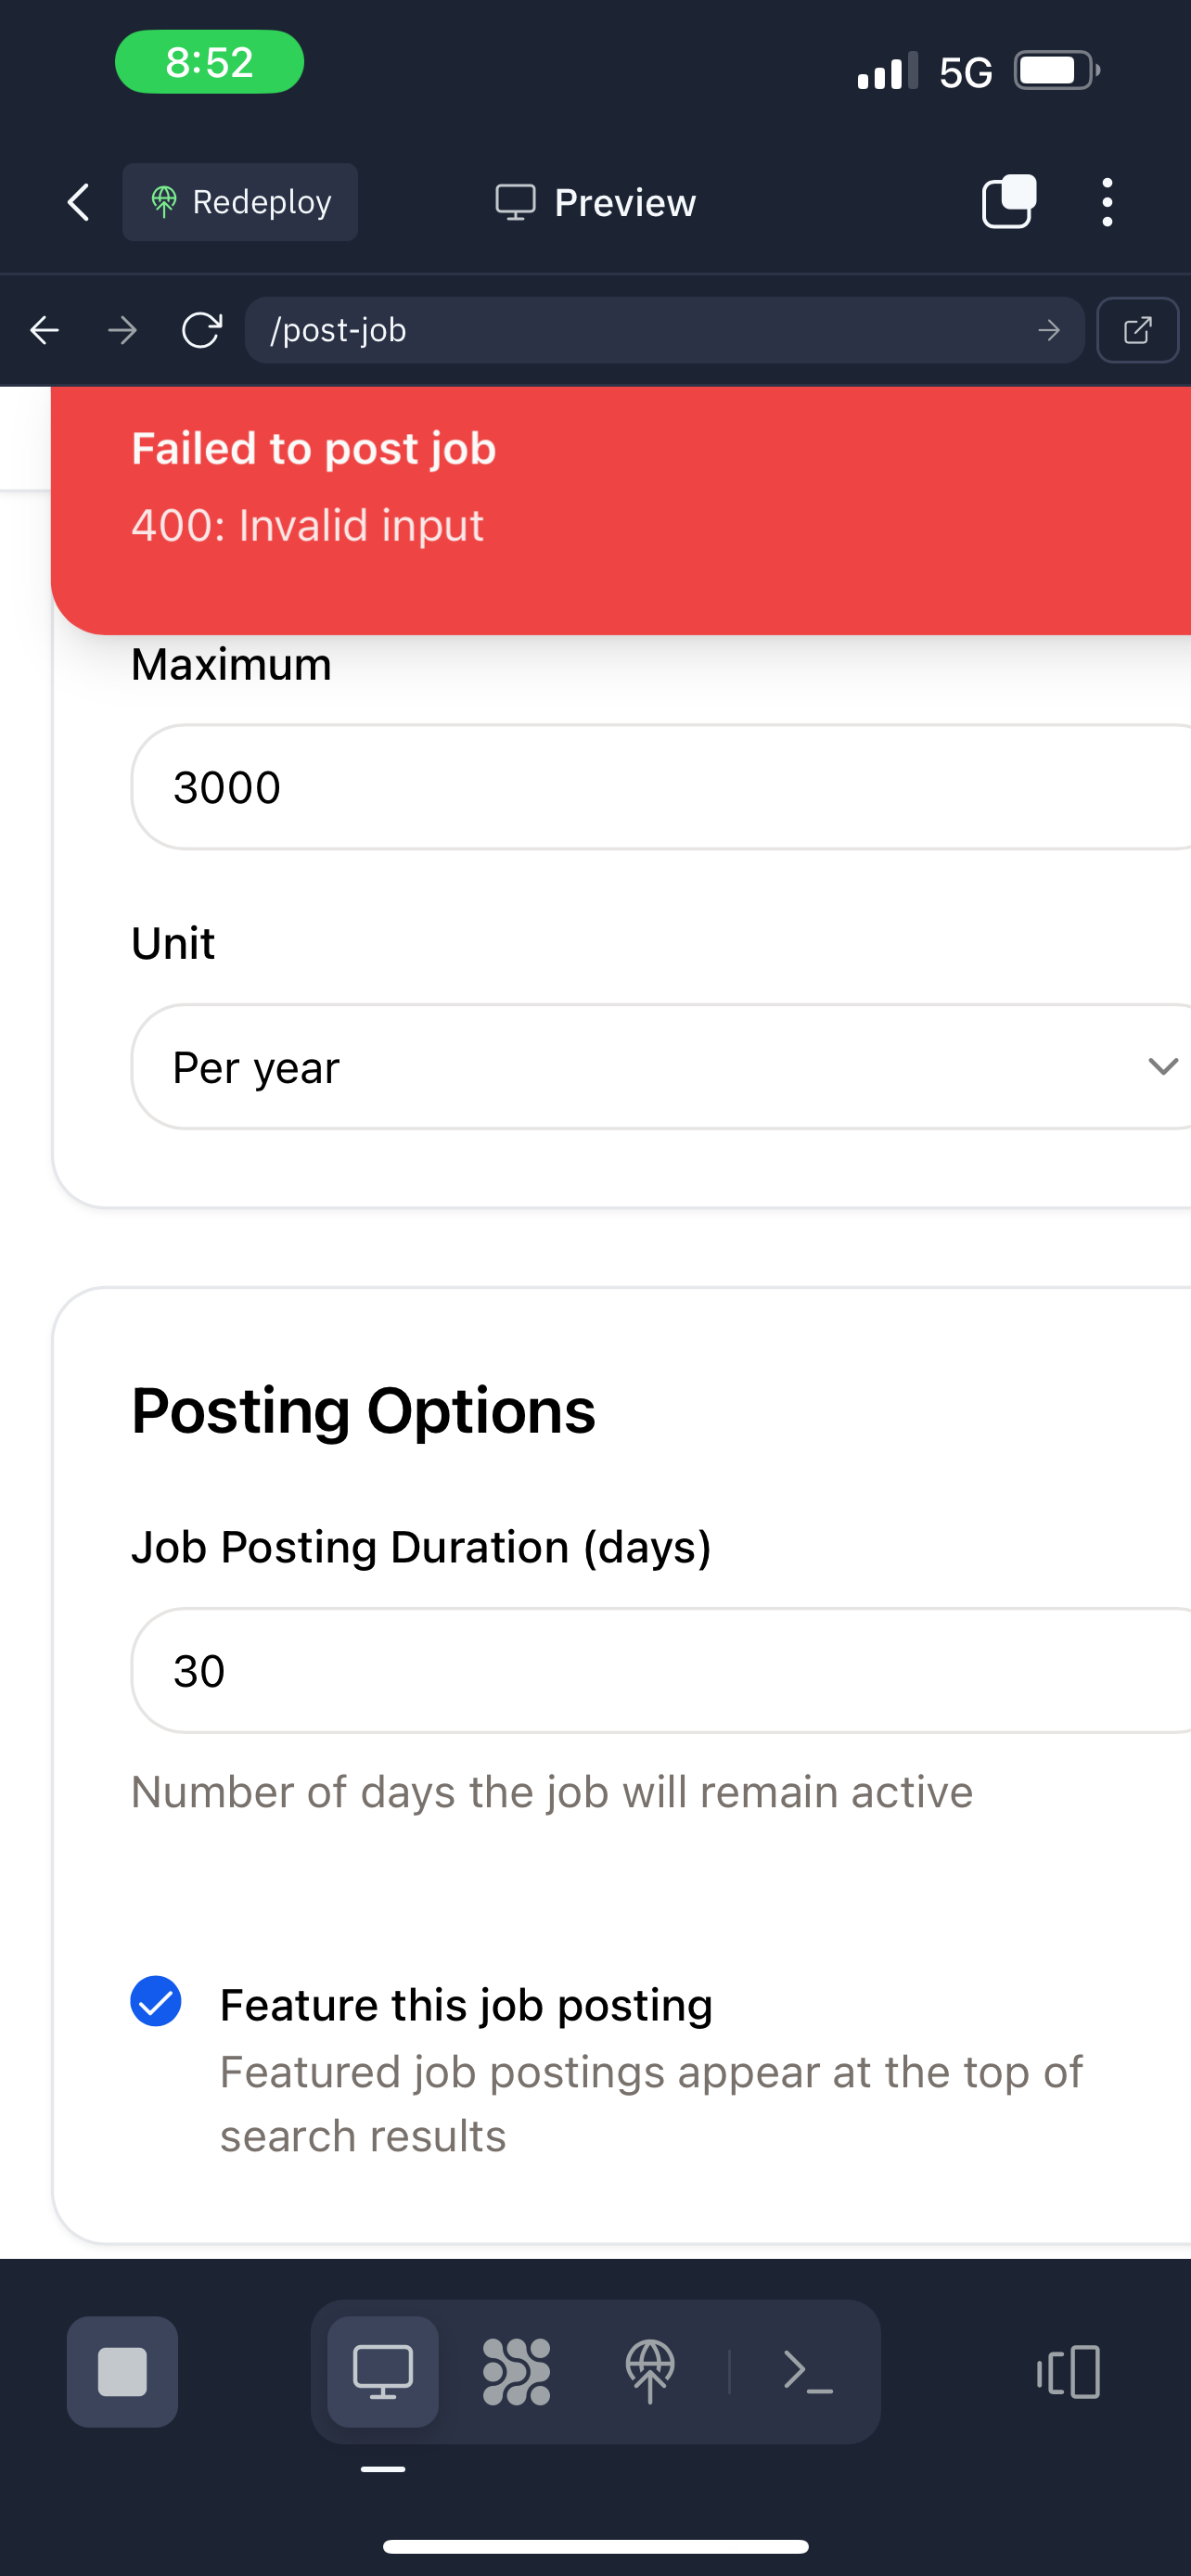 8:52
5G
Redeploy
Preview
/post-job
Failed to post job
400: Invalid input
Maximum
3000
Unit
Per year
Posting Options
Job Posting Duration (days)
30
Number of days the job will remain active
Feature this job posting
Featured job postings appear at the top of
search results